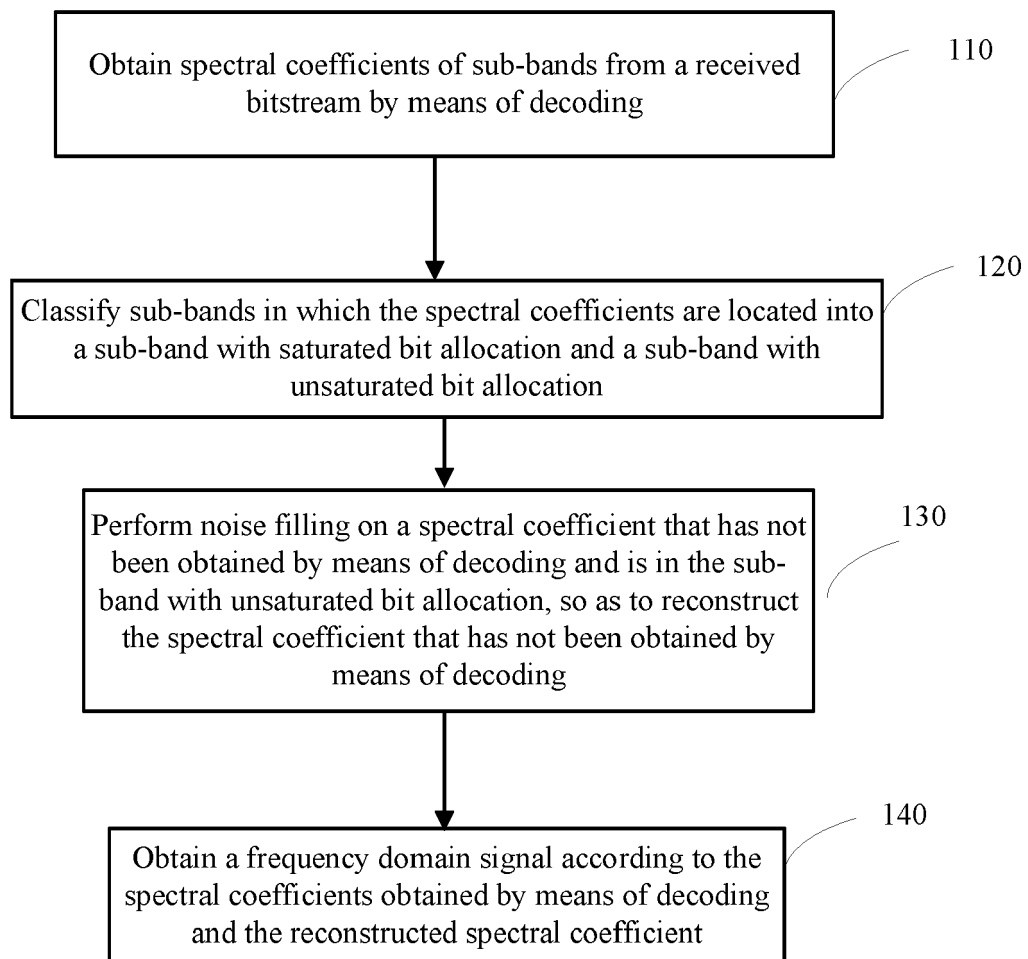 Obtain spectral coefficients of sub-bands from a received
bitstream by means of decoding
110
Classify sub-bands in which the spectral coefficients are located into
a sub-band with saturated bit allocation and a sub-band with
unsaturated bit allocation
120
Perform noise filling on a spectral coefficient that has not
been obtained by means of decoding and is in the sub-
band with unsaturated bit allocation, so as to reconstruct
the spectral coefficient that has not been obtained by
means of decoding
130
Obtain a frequency domain signal according to the
spectral coefficients obtained by means of decoding
and the reconstructed spectral coefficient
140